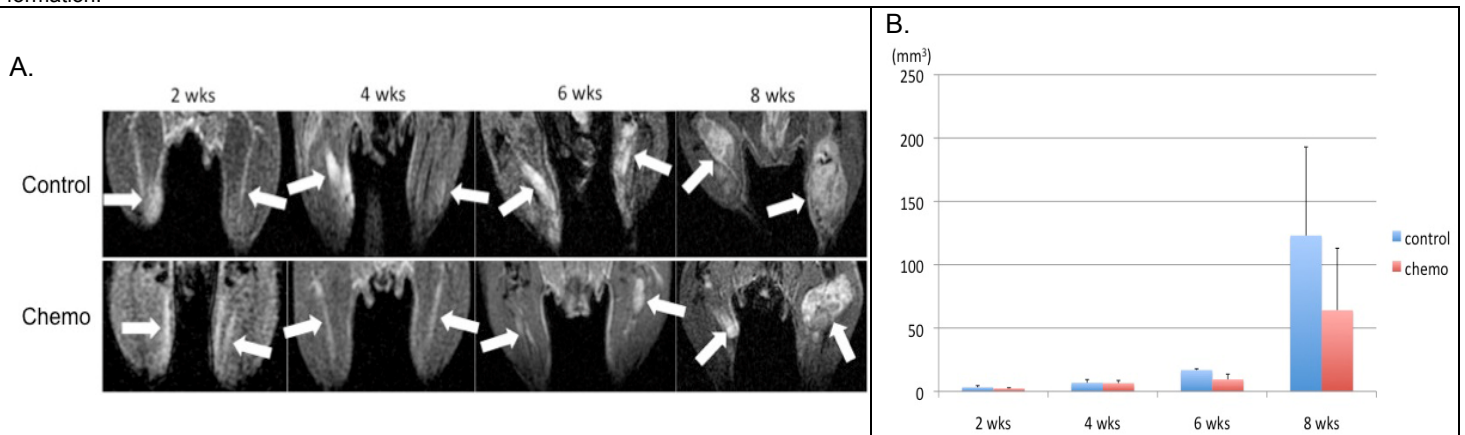 formation.
A.
2 wks 4 wks 6 wks 8 wks
Control
Chemo
B.
(mm³)
250
200
150
100
50
0
2 wks 4 wks 6 wks 8 wks
control
chemo